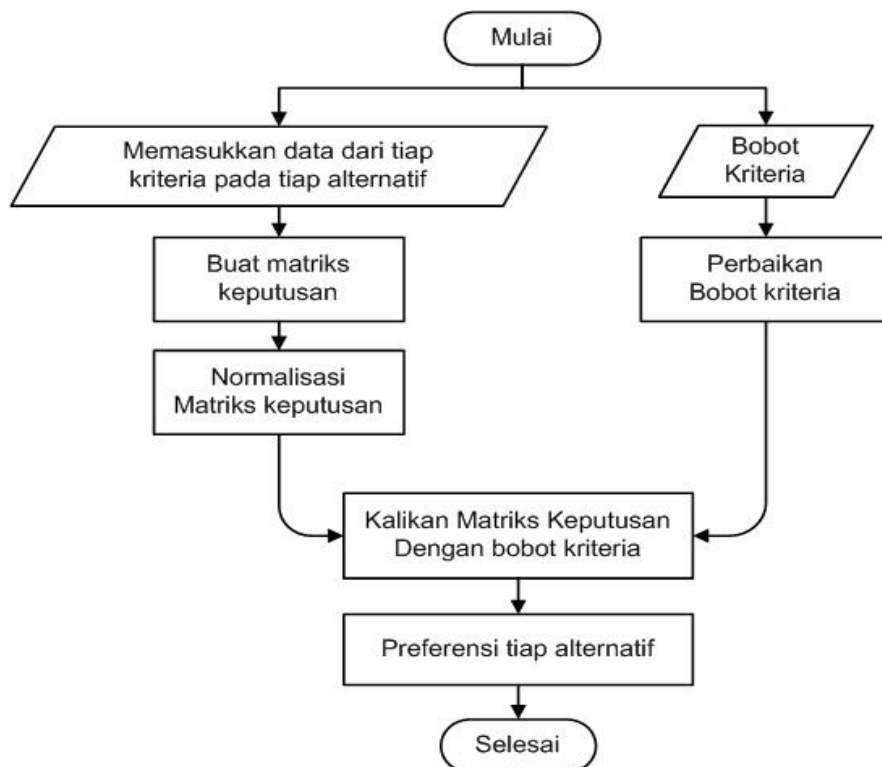 Mulai
Memasukkan data dari tiap
kriteria pada tiap alternatif
Bobot
Kriteria
Buat matriks
keputusan
Perbaikan
Bobot kriteria
Normalisasi
Matriks keputusan
Kalikan Matriks Keputusan
Dengan bobot kriteria
Preferensi tiap alternatif
Selesai